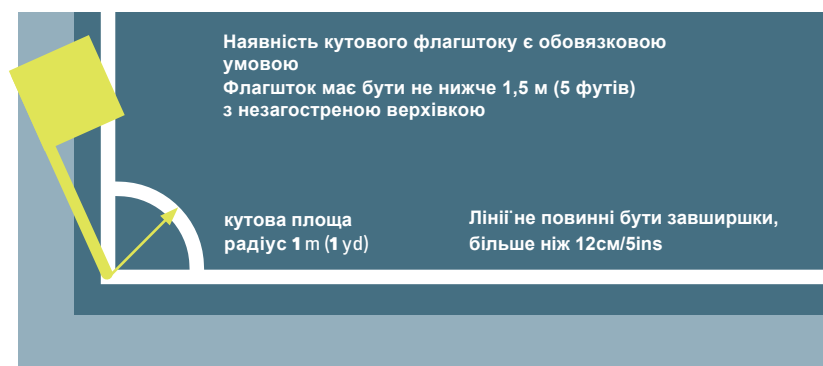 Наявність кутового флагштоку є обовязковою
умовою
Флагшток має бути не нижче 1,5 м (5 футів)
з незагостреною верхівкою
кутова площа
радіус 1 m (1 yd)
Лінії не повинні бути завширшки,
більше ніж 12см/5ins